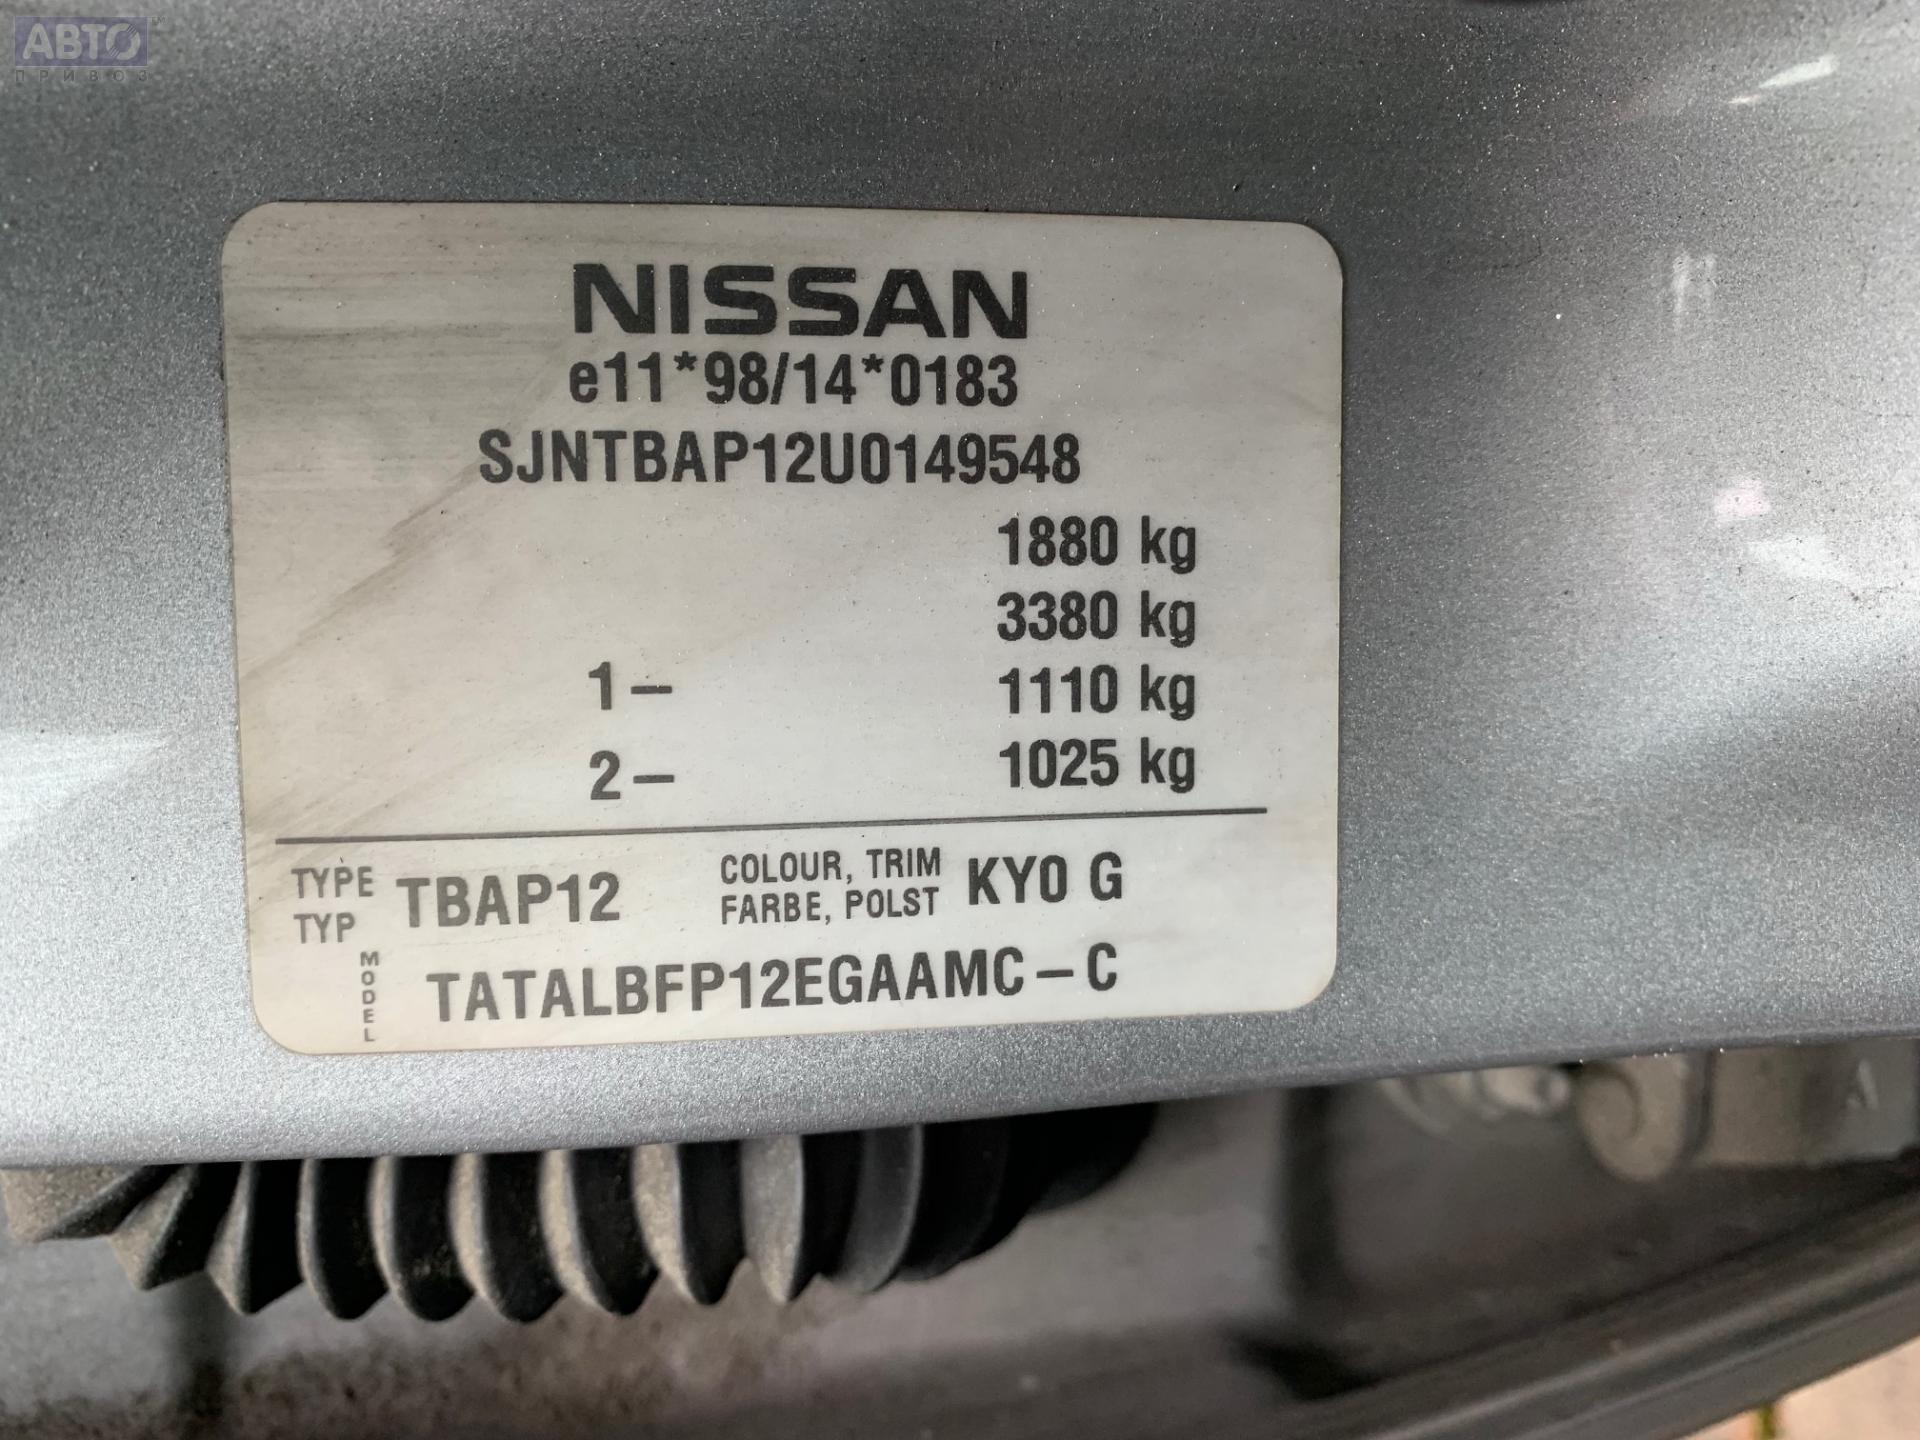 АВТО
ПРИВОЗ
NISSAN
e11*98/14*0183
SJNTBAP12U0149548
1880 kg
3380 kg
1 – 1110 kg
2 – 1025 kg
TYPE
TYP
TBAP12
COLOUR, TRIM
FARBE, POLST
KY0 G
MODEL
TATALBFP12EGAAMC – C